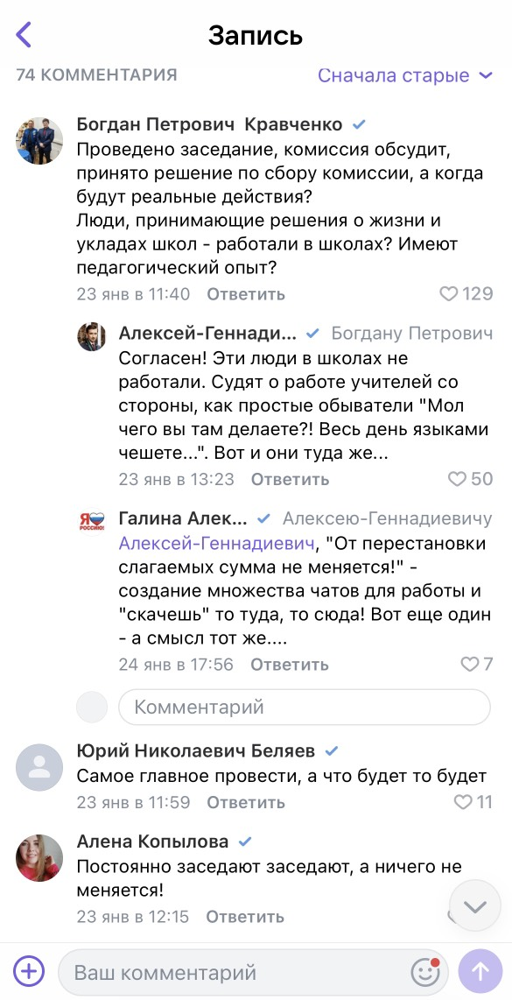 Запись
74 КОММЕНТАРИЯ
Сначала старые
Богдан Петрович Кравченко
Проведено заседание, комиссия обсудит,
принято решение по сбору комиссии, а когда
будут реальные действия?
Люди, принимающие решения о жизни и
укладах школ - работали в школах? Имеют
педагогический опыт?
23 янв в 11:40 Ответить 129
Алексей-Геннади... Богдану Петрович
Согласен! Эти люди в школах не
работали. Судят о работе учителей со
стороны, как простые обыватели "Мол
чего вы там делаете?! Весь день языками
чешете...". Вот и они туда же...
23 янв в 13:23 Ответить 50
Я РОССИЮ!
Галина Алек... Алексею-Геннадиевичу
Алексей-Геннадиевич, "От перестановки
слагаемых сумма не меняется!" -
создание множества чатов для работы и
"скачешь" то туда, то сюда! Вот еще один
- а смысл тот же....
24 янв в 17:56 Ответить 7
Комментарий
Юрий Николаевич Беляев
Самое главное провести, а что будет то будет
23 янв в 11:59 Ответить 11
Алена Копылова
Постоянно заседают заседают, а ничего не
меняется!
23 янв в 12:15 Ответить
Ваш комментарий